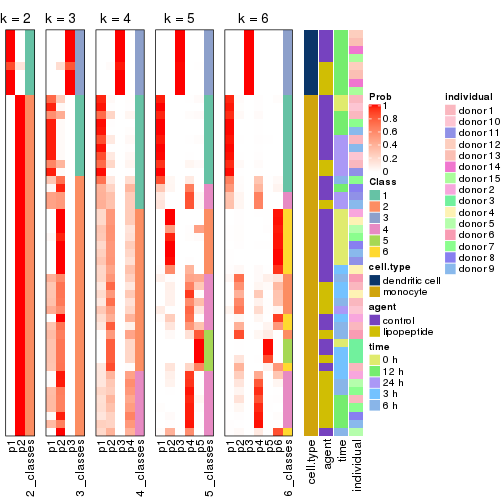 k = 2
k = 3
k = 4
k = 5
k = 6
p1
p2
2_classes
p1
p2
p3
3_classes
p1
p2
p3
p4
4_classes
p1
p2
p3
p4
p5
5_classes
p1
p2
p3
p4
p5
p6
6_classes
cell.type
agent
time
individual
Prob
1
0.8
0.6
0.4
0.2
0
Class
1
2
3
4
5
6
cell.type
dendritic cell
monocyte
agent
control
lipopeptide
time
0 h
12 h
24 h
3 h
6 h
individual
donor 1
donor 10
donor 11
donor 12
donor 13
donor 14
donor 15
donor 2
donor 3
donor 4
donor 5
donor 6
donor 7
donor 8
donor 9